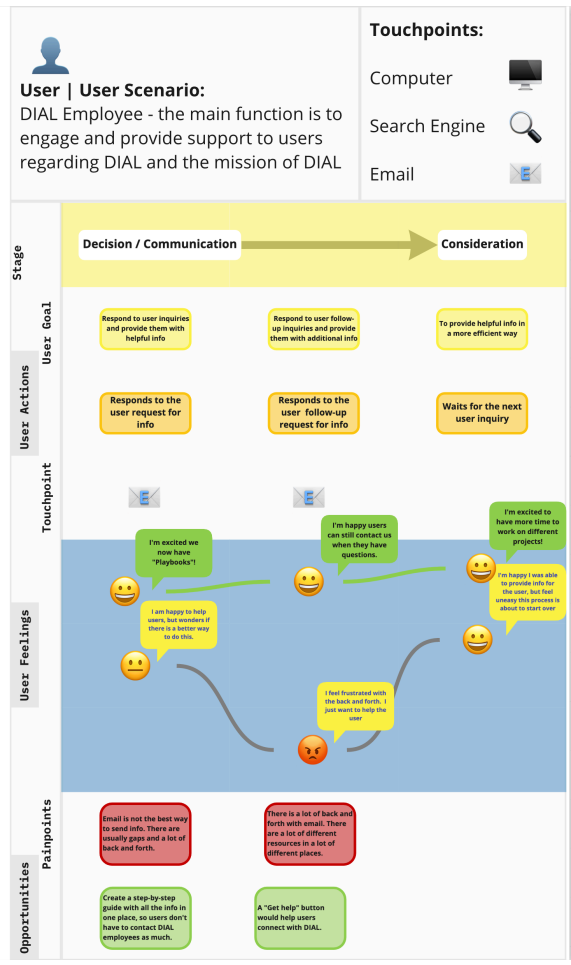 User | User Scenario:
DIAL Employee - the main function is to
engage and provide support to users
regarding DIAL and the mission of DIAL
Touchpoints:
Computer
Search Engine
Email
E
Stage
Decision / Communication
Consideration
User Goal
Respond to user inquiries
and provide them with
helpful info
Respond to user follow-
up inquiries and provide
them with additional info
To provide helpful info in
a more efficient way
User Actions
Responds to the
user request for
info
Responds to the
user follow-up
request for info
Waits for the next
user inquiry
Touchpoint
E
E
User Feelings
I'm excited we
now have
"Playbooks"!
I'm happy users
can still contact us
when they have
questions.
I'm excited to
have more time to
work on different
projects!
I am happy to help
users, but wonders if
there is a better way
to do this.
I feel frustrated with
the back and forth. I
just want to help the
user
I'm happy I was able
to provide info for
the user, but feel
uneasy this process is
about to start over
Painpoints
Email is not the best way
to send info. There are
usually gaps and a lot of
back and forth.
There is a lot of back and
forth with email. There
are a lot of different
resources in a lot of
different places.
Opportunities
Create a step-by-step
guide with all the info in
one place, so users don't
have to contact DIAL
employees as much.
A "Get help" button
would help users
connect with DIAL.